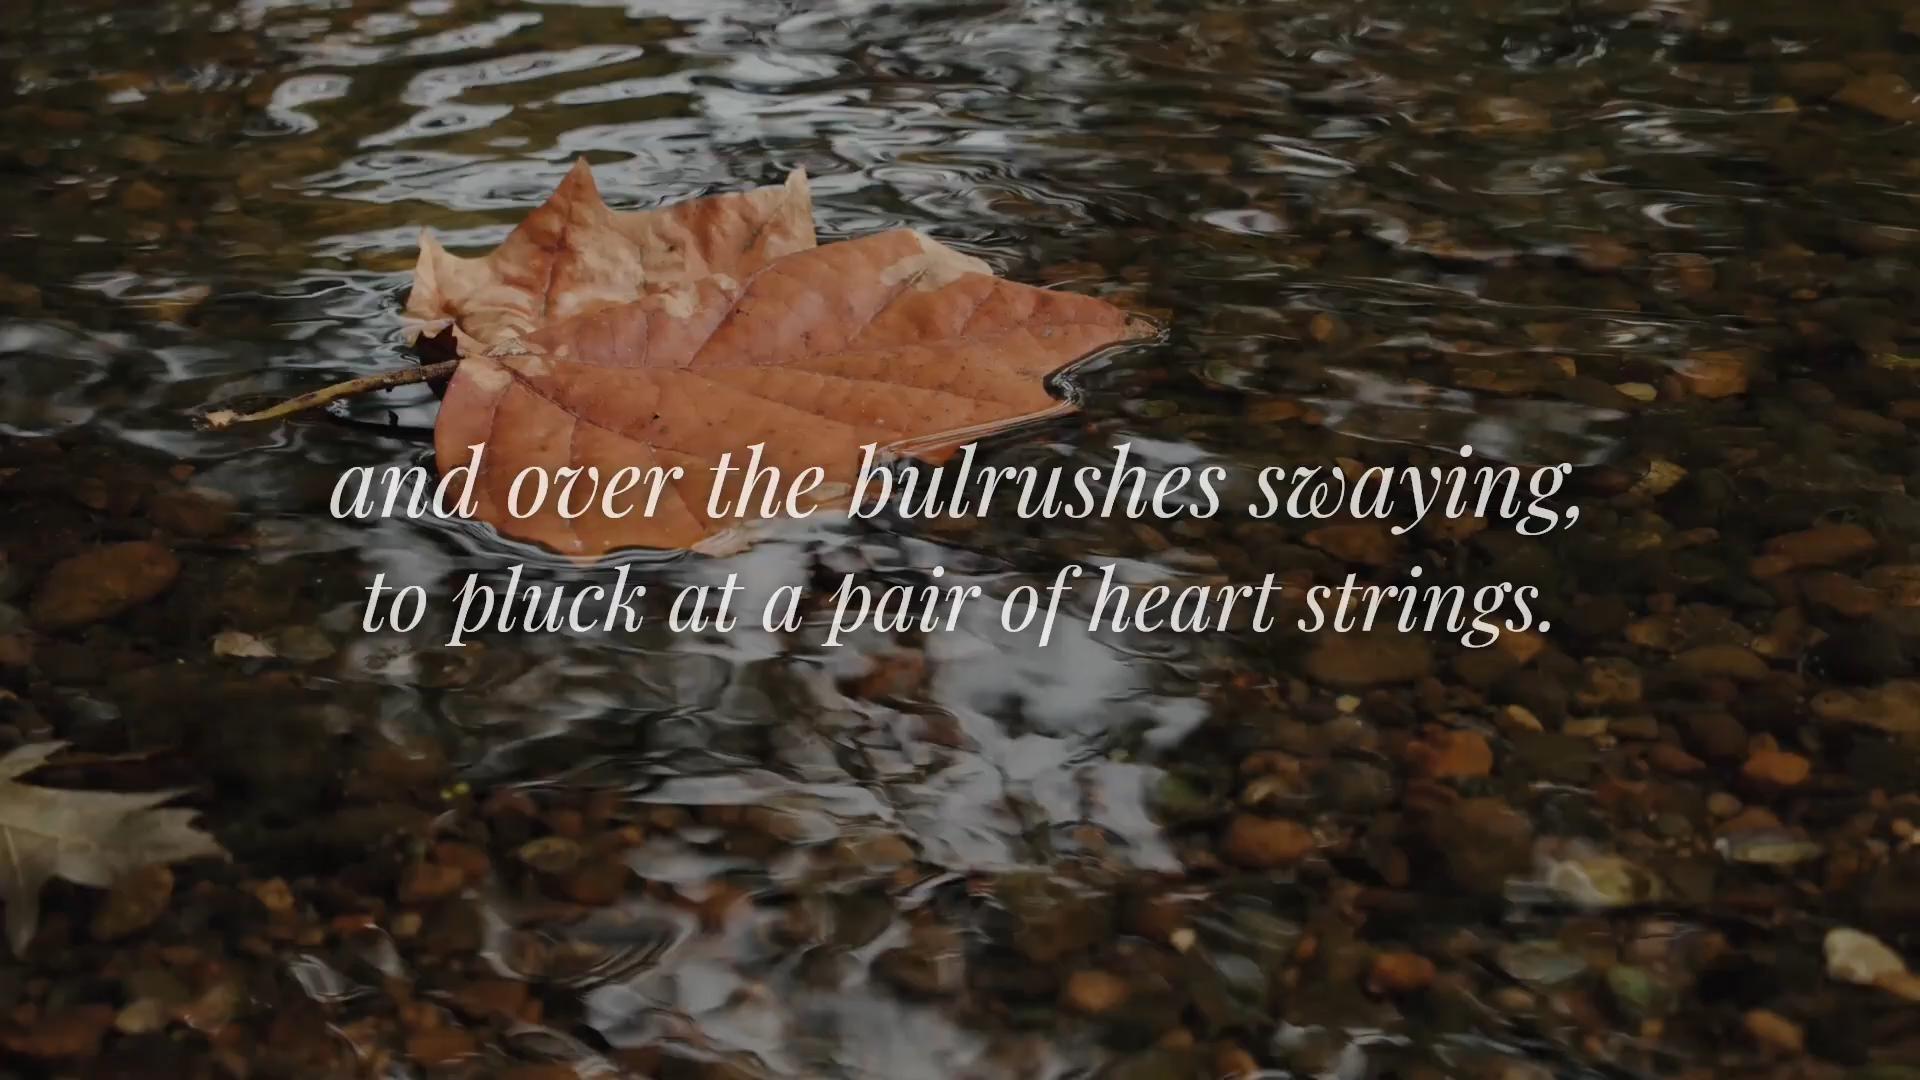 and over the bulrushes swaying,
to pluck at a pair of heart strings.